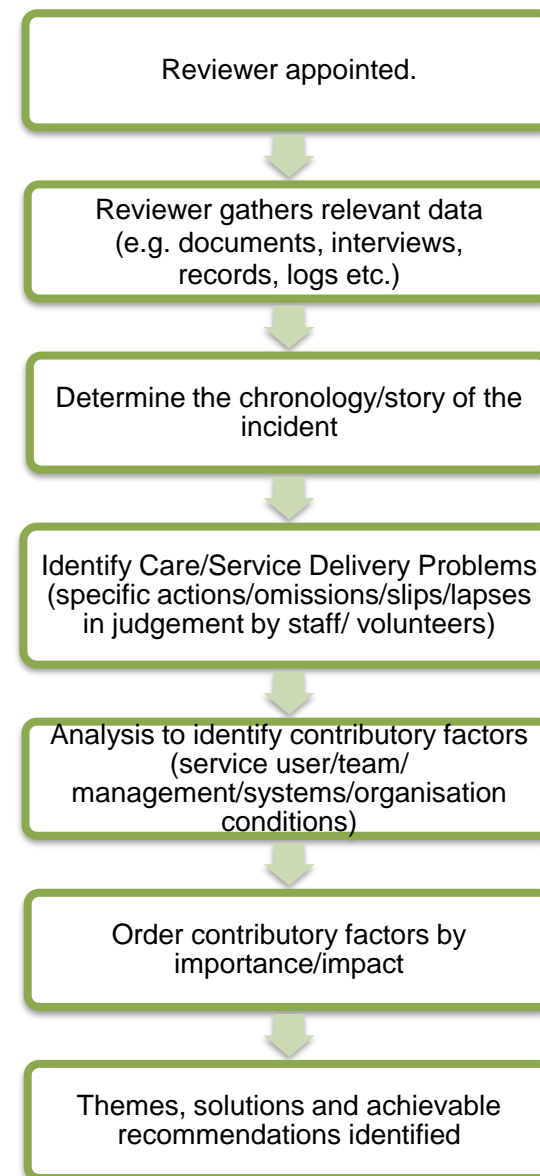 Reviewer appointed.
Reviewer gathers relevant data
(e.g. documents, interviews,
records, logs etc.)
Determine the chronology/story of the
incident
Identify Care/Service Delivery Problems
(specific actions/omissions/slips/lapses
in judgement by staff/ volunteers)
Analysis to identify contributory factors
(service user/team/
management/systems/organisation
conditions)
Order contributory factors by
importance/impact
Themes, solutions and achievable
recommendations identified